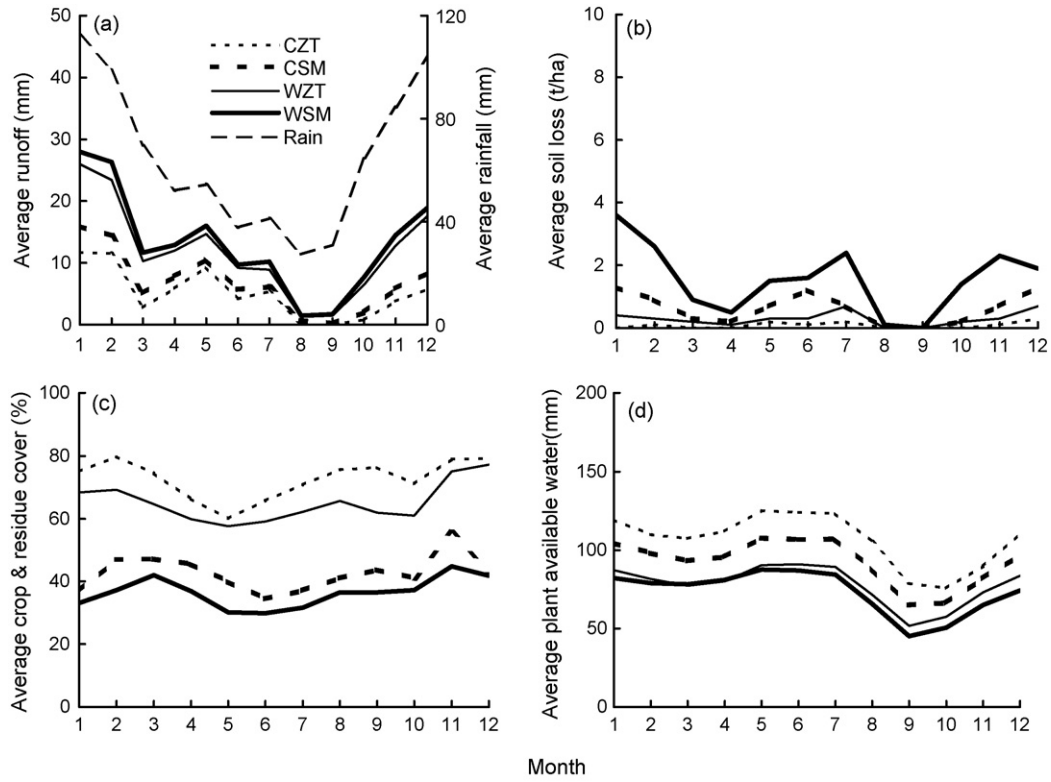 (a)
CZT
CSM
WZT
WSM
Rain
Average runoff (mm)
50
40
30
20
10
0
120
80
40
0
Average rainfall (mm)
1 2 3 4 5 6 7 8 9 10 11 12
(b)
Average soil loss (t/ha)
10
8
6
4
2
0
1 2 3 4 5 6 7 8 9 10 11 12
(c)
Average crop & residue cover (%)
100
80
60
40
20
0
1 2 3 4 5 6 7 8 9 10 11 12
(d)
Average plant available water(mm)
200
150
100
50
0
1 2 3 4 5 6 7 8 9 10 11 12
Month